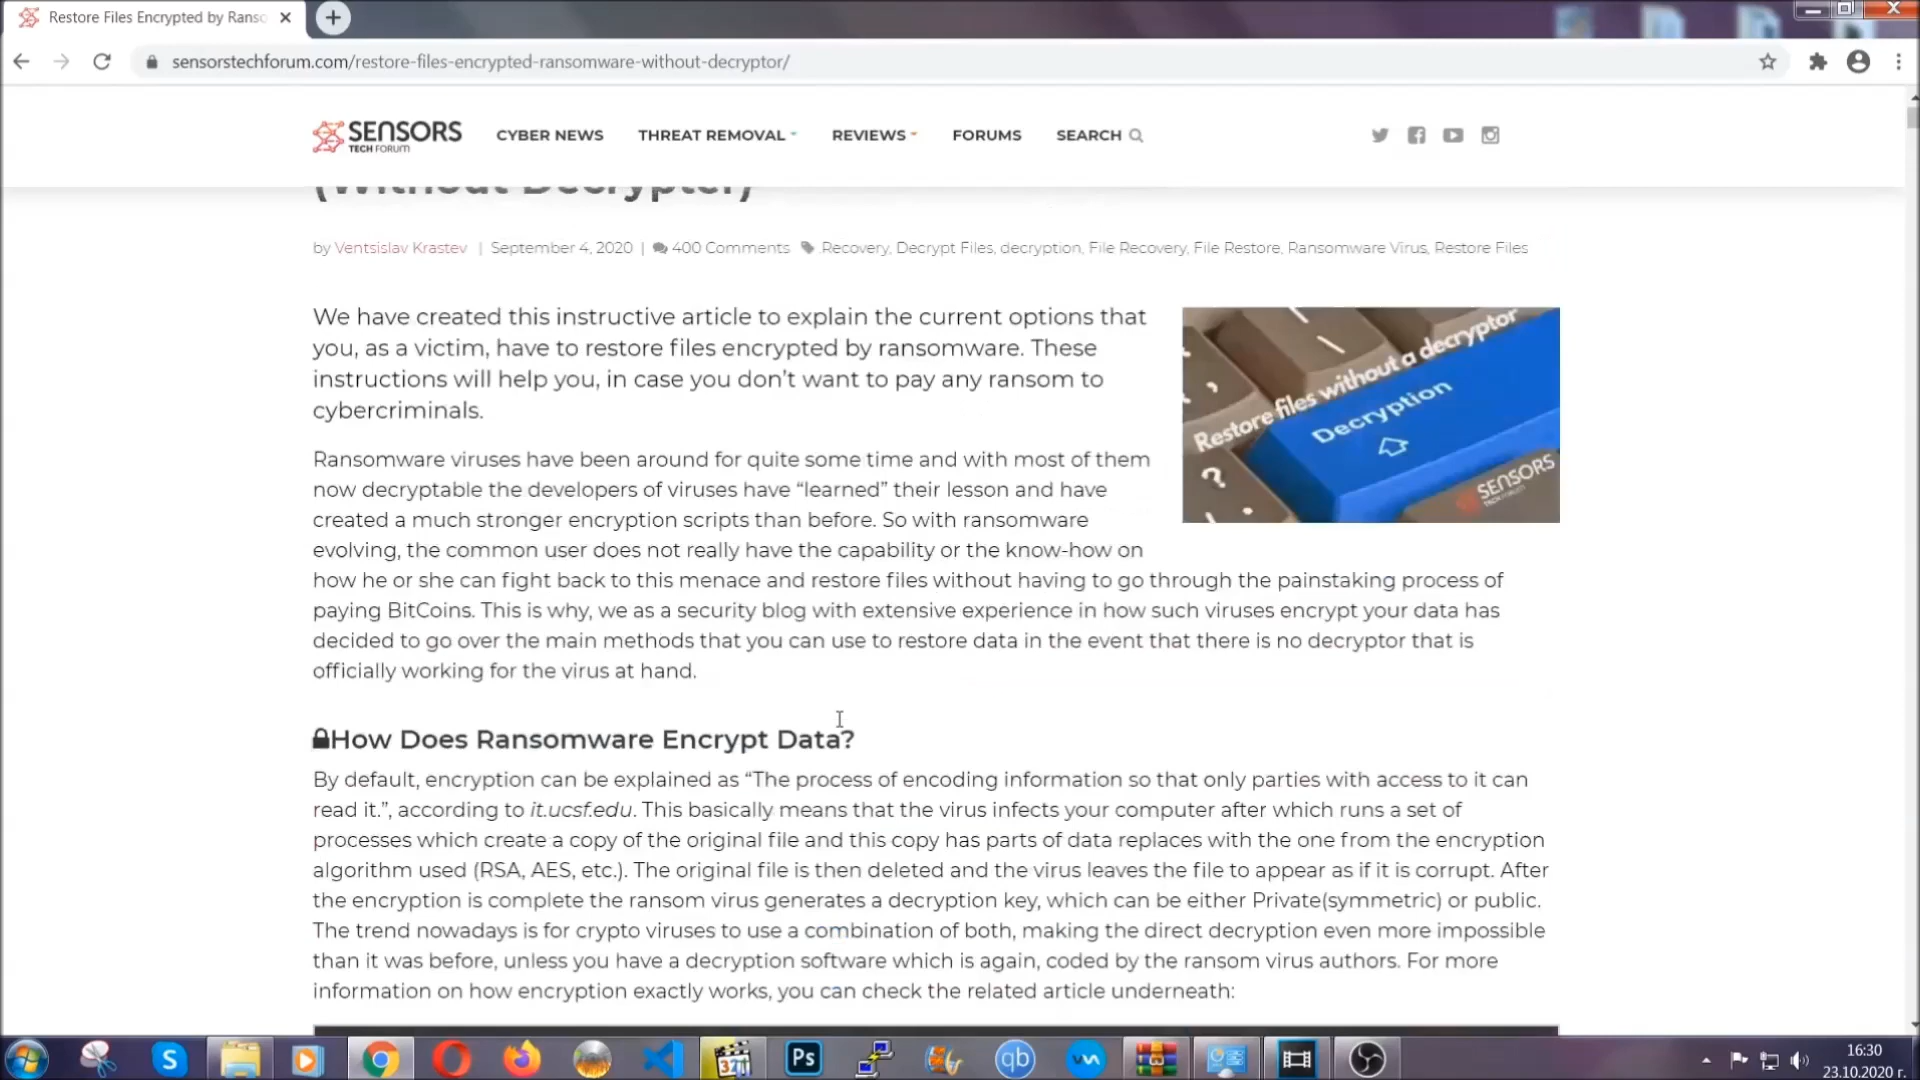 Restore Files Encrypted by Ranso
sensorstechforum.com/restore-files-encrypted-ransomware-without-decryptor/
SENSORS
TECH FORUM
CYBER NEWS
THREAT REMOVAL
REVIEWS
FORUMS
SEARCH
(Without Decrypter)
by Ventsislav Krastev | September 4, 2020 | 400 Comments Recovery, Decrypt Files, decryption, File Recovery, File Restore, Ransomware Virus, Restore Files
We have created this instructive article to explain the current options that
you, as a victim, have to restore files encrypted by ransomware. These
instructions will help you, in case you don't want to pay any ransom to
cybercriminals.
Restore files without a decryptor
Decryption
SENSORS
Ransomware viruses have been around for quite some time and with most of them
now decryptable the developers of viruses have “learned” their lesson and have
created a much stronger encryption scripts than before. So with ransomware
evolving, the common user does not really have the capability or the know-how on
how he or she can fight back to this menace and restore files without having to go through the painstaking process of
paying BitCoins. This is why, we as a security blog with extensive experience in how such viruses encrypt your data has
decided to go over the main methods that you can use to restore data in the event that there is no decryptor that is
officially working for the virus at hand.
How Does Ransomware Encrypt Data?
By default, encryption can be explained as “The process of encoding information so that only parties with access to it can
read it.”, according to it.ucsf.edu. This basically means that the virus infects your computer after which runs a set of
processes which create a copy of the original file and this copy has parts of data replaces with the one from the encryption
algorithm used (RSA, AES, etc.). The original file is then deleted and the virus leaves the file to appear as if it is corrupt. After
the encryption is complete the ransom virus generates a decryption key, which can be either Private(symmetric) or public.
The trend nowadays is for crypto viruses to use a combination of both, making the direct decryption even more impossible
than it was before, unless you have a decryption software which is again, coded by the ransom virus authors. For more
information on how encryption exactly works, you can check the related article underneath:
S
Ps
qb
16:30
23.10.2020 г.